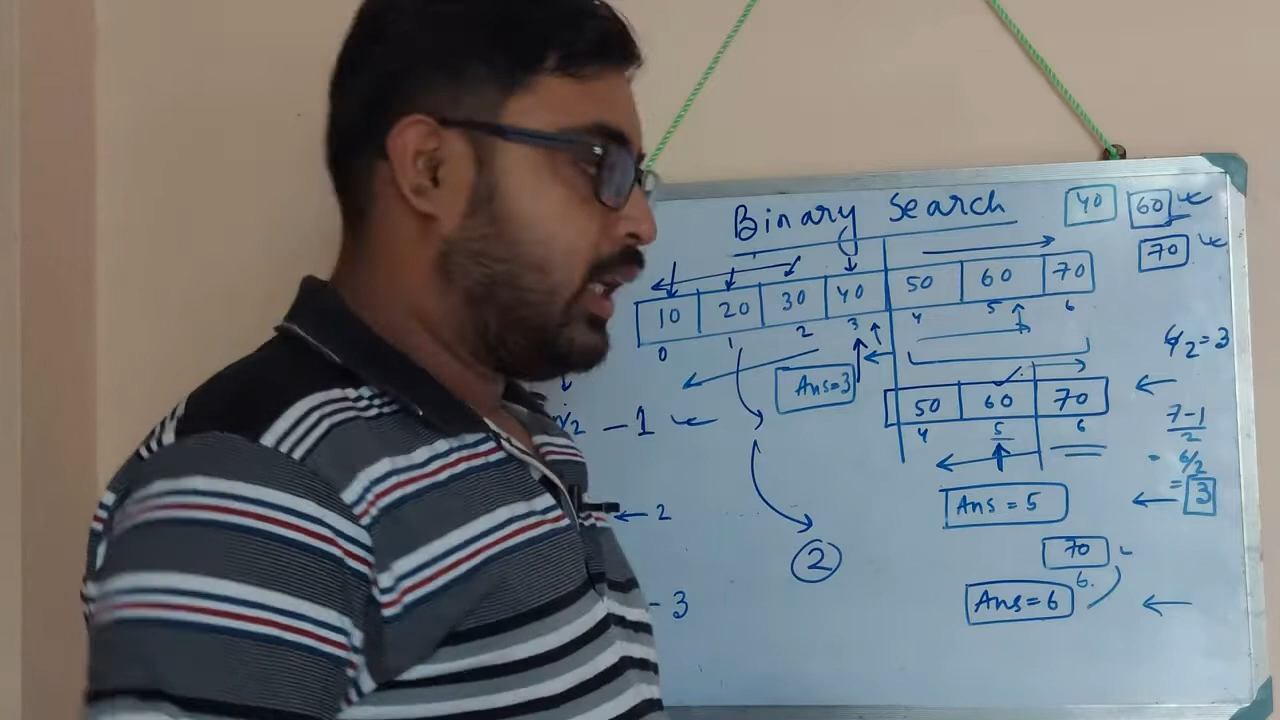 Binary Search
40 60
70
10 20 30 40 50 60 70
0 1 2 3 4 5 6
6/2=3
Ans=3
50 60 70
4 5 6
7-1
2
= 6/2
= 3
/2 - 1
Ans = 5
← 2
70
6.
2
Ans=6
- 3